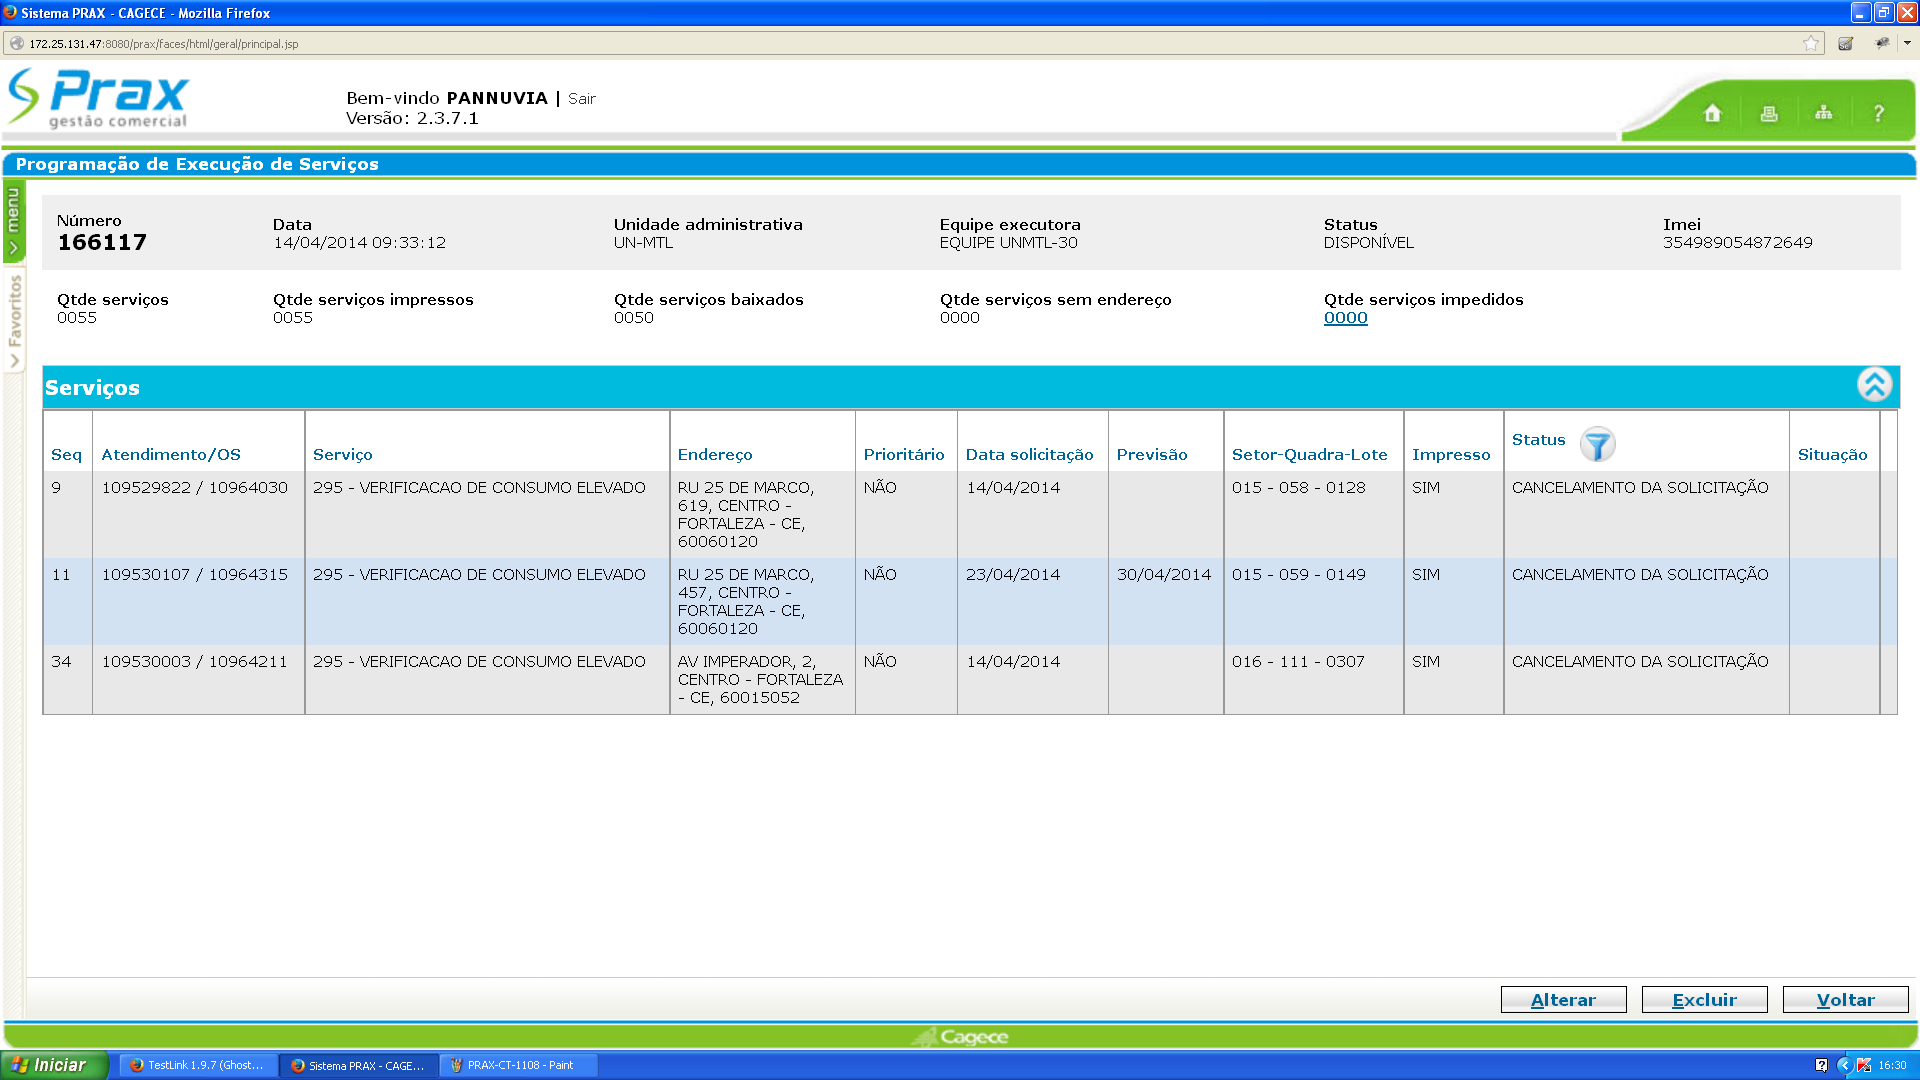 Sistema PRAX - CAGECE - Mozilla Firefox
172.25.131.47:8080/prax/faces/html/geral/principal.jsp
Prax
gestão comercial
Bem-vindo PANNUVIA | Sair
Versão: 2.3.7.1
?
Programação de Execução de Serviços
menu
Favoritos
Número
166117
Data
14/04/2014 09:33:12
Unidade administrativa
UN-MTL
Equipe executora
EQUIPE UNMTL-30
Status
DISPONÍVEL
Imei
354989054872649
Qtde serviços
0055
Qtde serviços impressos
0055
Qtde serviços baixados
0050
Qtde serviços sem endereço
0000
Qtde serviços impedidos
0000
Serviços
Seq Atendimento/OS Serviço Endereço Prioritário Data solicitação Previsão Setor-Quadra-Lote Impresso Status Situação
9 109529822 / 10964030 295 - VERIFICACAO DE CONSUMO ELEVADO RU 25 DE MARCO, NÃO 14/04/2014 015 - 058 - 0128 SIM CANCELAMENTO DA SOLICITAÇÃO
619, CENTRO -
FORTALEZA - CE,
60060120
11 109530107 / 10964315 295 - VERIFICACAO DE CONSUMO ELEVADO RU 25 DE MARCO, NÃO 23/04/2014 30/04/2014 015 - 059 - 0149 SIM CANCELAMENTO DA SOLICITAÇÃO
457, CENTRO -
FORTALEZA - CE,
60060120
34 109530003 / 10964211 295 - VERIFICACAO DE CONSUMO ELEVADO AV IMPERADOR, 2, NÃO 14/04/2014 016 - 111 - 0307 SIM CANCELAMENTO DA SOLICITAÇÃO
CENTRO - FORTALEZA
- CE, 60015052
Alterar Excluir Voltar
Cagece
Iniciar TestLink 1.9.7 (Ghost... Sistema PRAX - CAGE... PRAX-CT-1108 - Paint 16:30